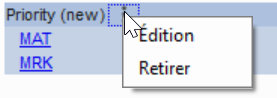 Priority (new)
Édition
MAT
MRK
Retirer